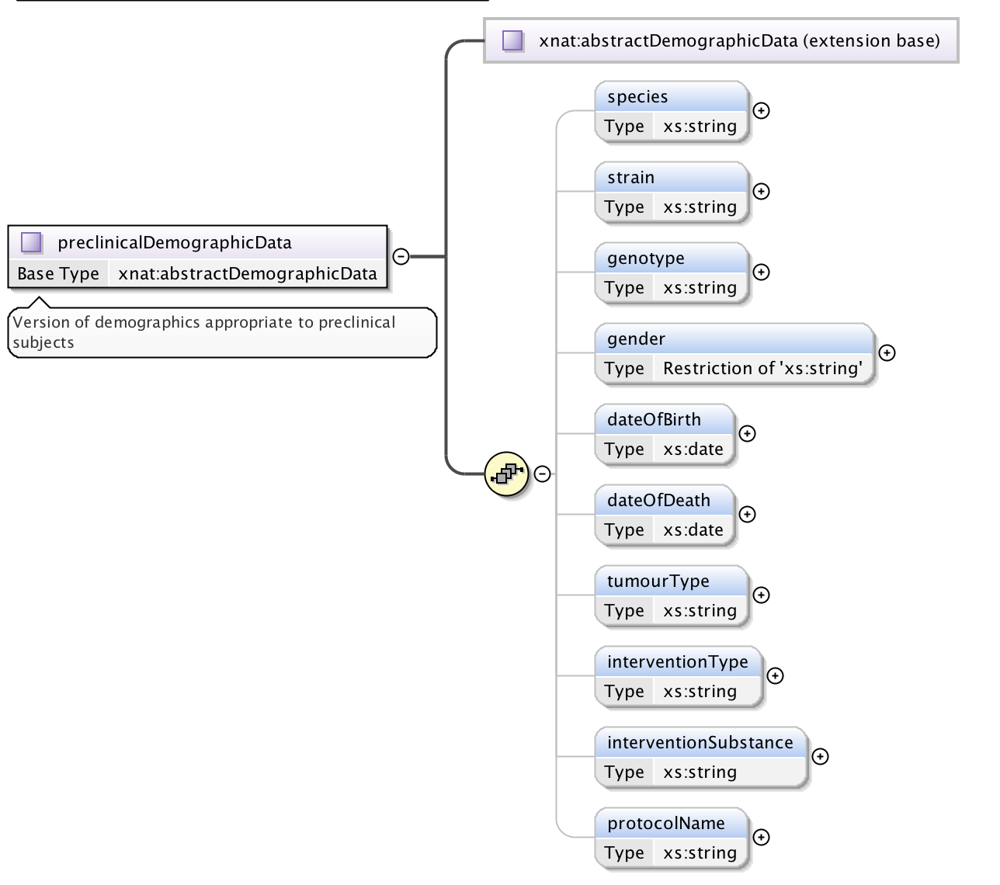 xnat:abstractDemographicData (extension base)
species
Type xs:string
strain
Type xs:string
genotype
Type xs:string
preclinicalDemographicData
Base Type xnat:abstractDemographicData
Version of demographics appropriate to preclinical
subjects
gender
Type Restriction of 'xs:string'
dateOfBirth
Type xs:date
dateOfDeath
Type xs:date
tumourType
Type xs:string
interventionType
Type xs:string
interventionSubstance
Type xs:string
protocolName
Type xs:string